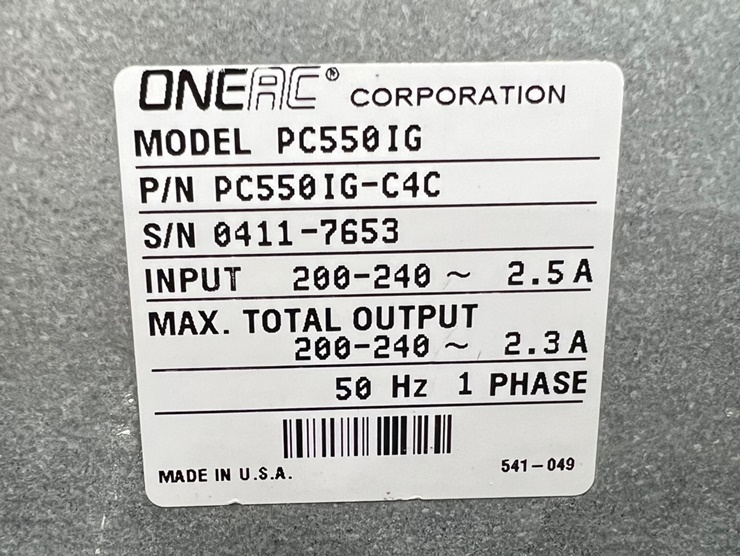 ONEAC® CORPORATION
MODEL PC550IG
P/N PC550IG-C4C
S/N 0411-7653
INPUT 200-240 ~ 2.5 A
MAX. TOTAL OUTPUT
200-240 ~ 2.3 A
50 Hz 1 PHASE
MADE IN U.S.A. 541-049